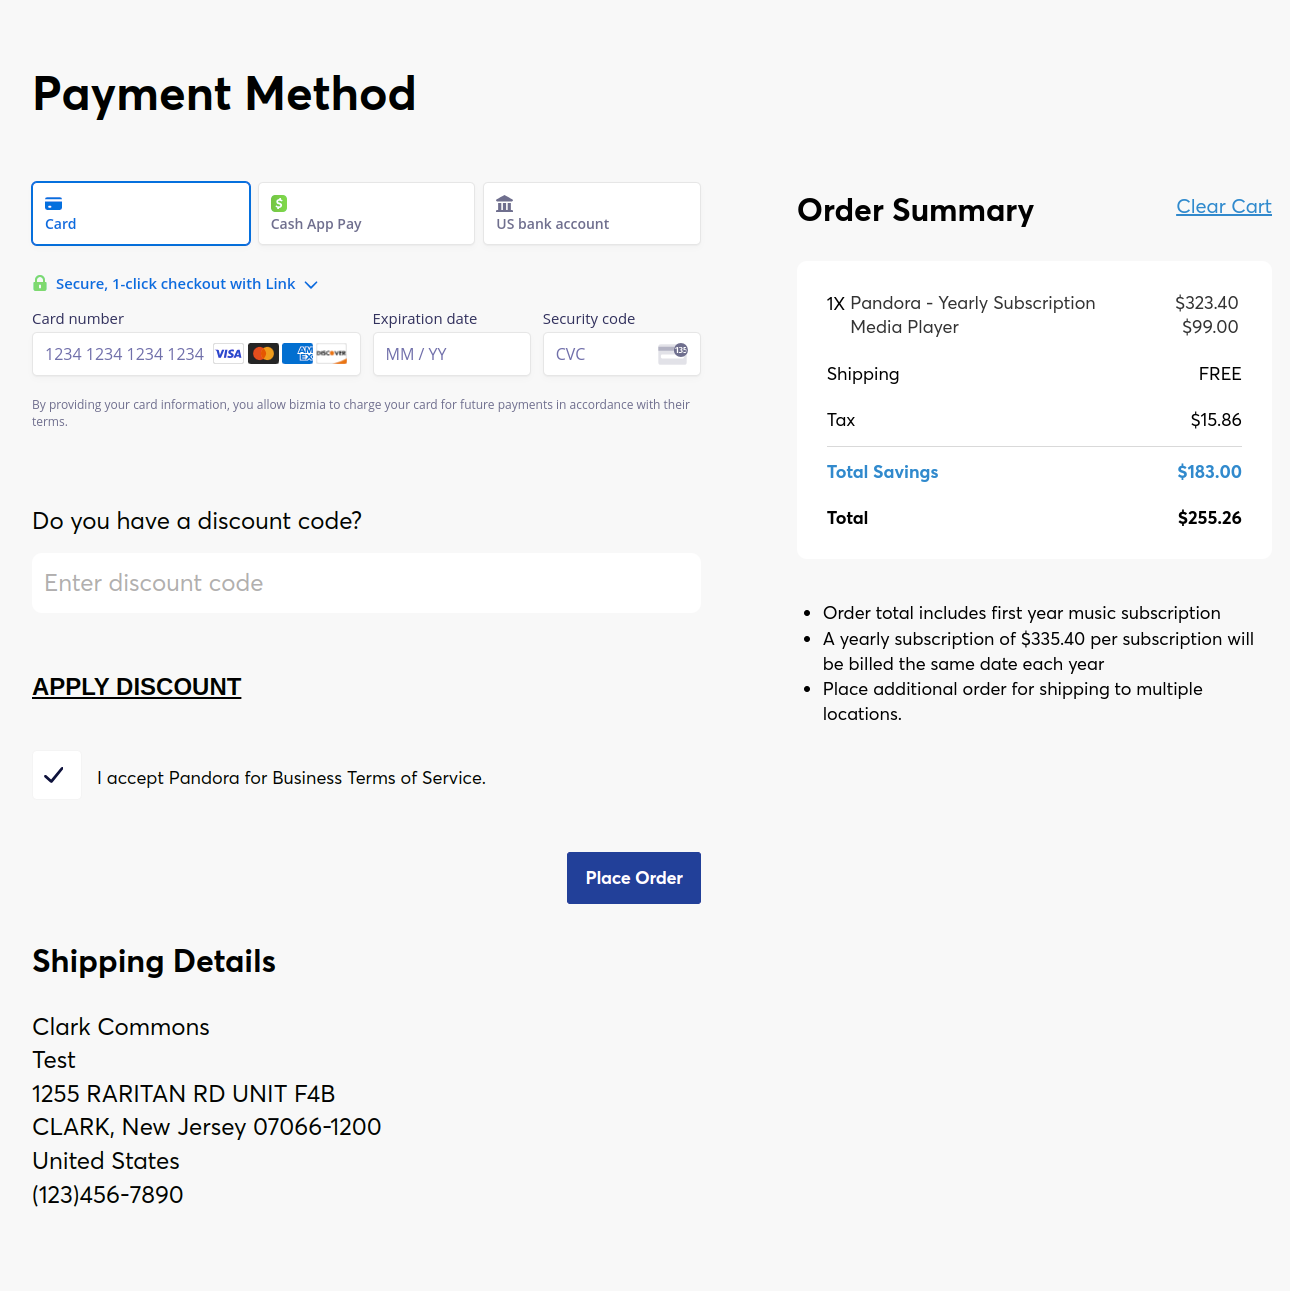 Payment Method
Card
Cash App Pay
US bank account
Secure, 1-click checkout with Link
Card number
Expiration date
Security code
1234 1234 1234 1234
VISA
AM EX
DISCOVER
MM / YY
CVC
135
By providing your card information, you allow bizmia to charge your card for future payments in accordance with their
terms.
Do you have a discount code?
Enter discount code
APPLY DISCOUNT
I accept Pandora for Business Terms of Service.
Place Order
Shipping Details
Clark Commons
Test
1255 RARITAN RD UNIT F4B
CLARK, New Jersey 07066-1200
United States
(123)456-7890
Order Summary
Clear Cart
1X Pandora - Yearly Subscription $323.40
Media Player $99.00
Shipping FREE
Tax $15.86
Total Savings $183.00
Total $255.26
• Order total includes first year music subscription
• A yearly subscription of $335.40 per subscription will
be billed the same date each year
• Place additional order for shipping to multiple
locations.